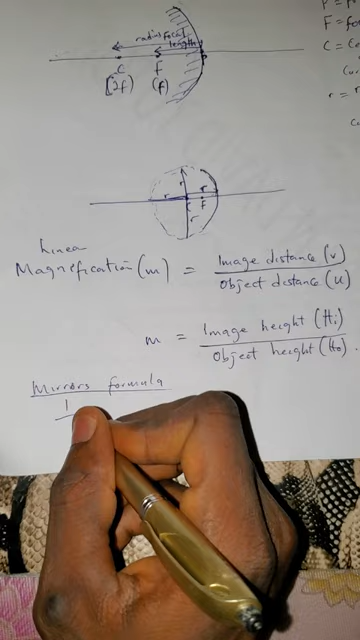 radius focal
length
P = P
F = fo
C = Ce
r = r
C F
(2f) (f)
r r
r F
r
Linear
Magnification (m) = Image distance (v)
Object distance (u)
m = Image height (Hi)
Object height (Ho).
Mirrors formula
1